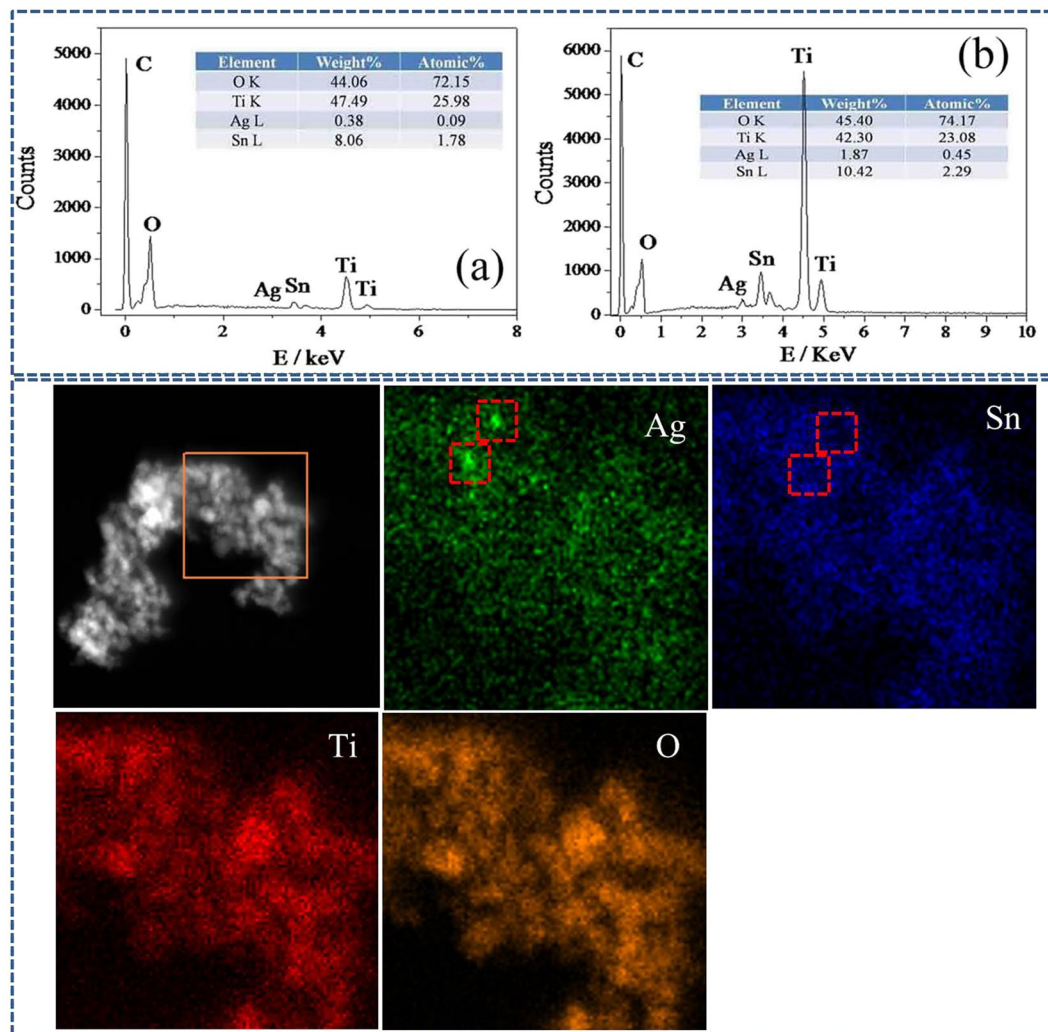 (a)
5000
4000
3000
2000
1000
0
Counts
C
O
Ag
Sn
Ti
Ti
Element Weight% Atomic%
O K 44.06 72.15
Ti K 47.49 25.98
Ag L 0.38 0.09
Sn L 8.06 1.78
0 2 4 6 8
E / keV
(b)
6000
5000
4000
3000
2000
1000
0
Counts
C
O
Ag
Sn
Ti
Ti
Element Weight% Atomic%
O K 45.40 74.17
Ti K 42.30 23.08
Ag L 1.87 0.45
Sn L 10.42 2.29
0 1 2 3 4 5 6 7 8 9 10
E / KeV
Ag
Sn
Ti
O